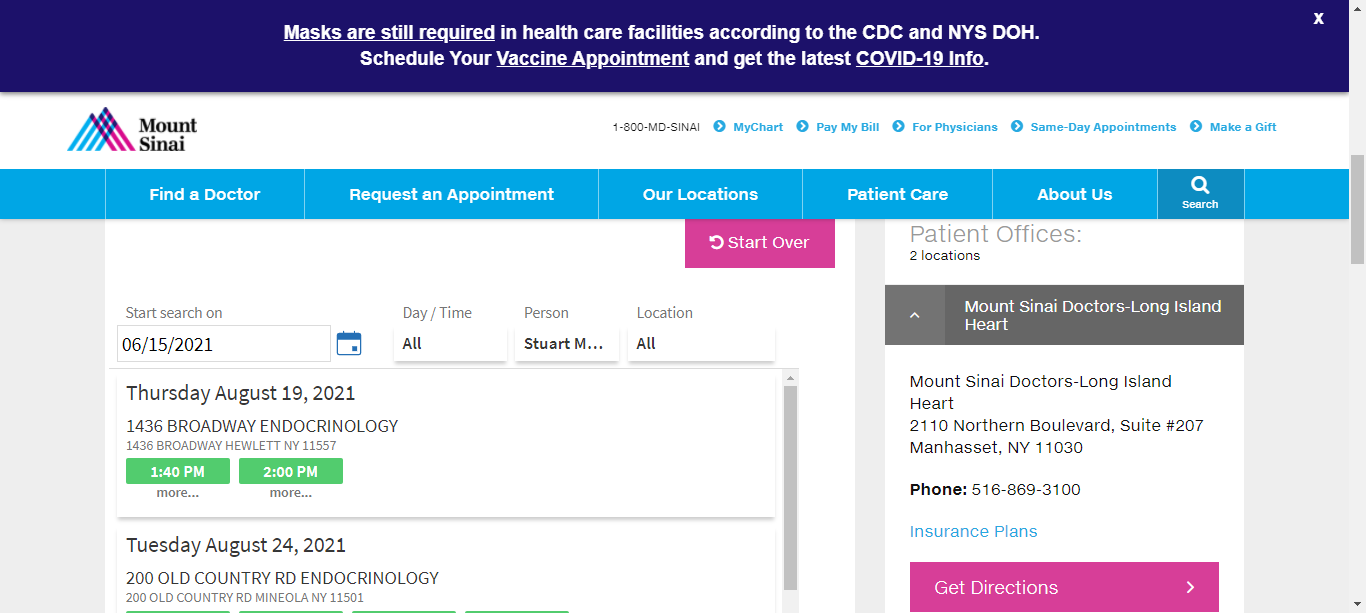 Masks are still required in health care facilities according to the CDC and NYS DOH.
Schedule Your Vaccine Appointment and get the latest COVID-19 Info.
X
Mount
Sinai
1-800-MD-SINAI MyChart Pay My Bill For Physicians Same-Day Appointments Make a Gift
Find a Doctor Request an Appointment Our Locations Patient Care About Us Search
Start Over
Start search on Day / Time Person Location
06/15/2021 All Stuart M... All
Thursday August 19, 2021
1436 BROADWAY ENDOCRINOLOGY
1436 BROADWAY HEWLETT NY 11557
1:40 PM 2:00 PM
more... more...
Tuesday August 24, 2021
200 OLD COUNTRY RD ENDOCRINOLOGY
200 OLD COUNTRY RD MINEOLA NY 11501
Patient Offices:
2 locations
Mount Sinai Doctors-Long Island
Heart
Mount Sinai Doctors-Long Island
Heart
2110 Northern Boulevard, Suite #207
Manhasset, NY 11030
Phone: 516-869-3100
Insurance Plans
Get Directions